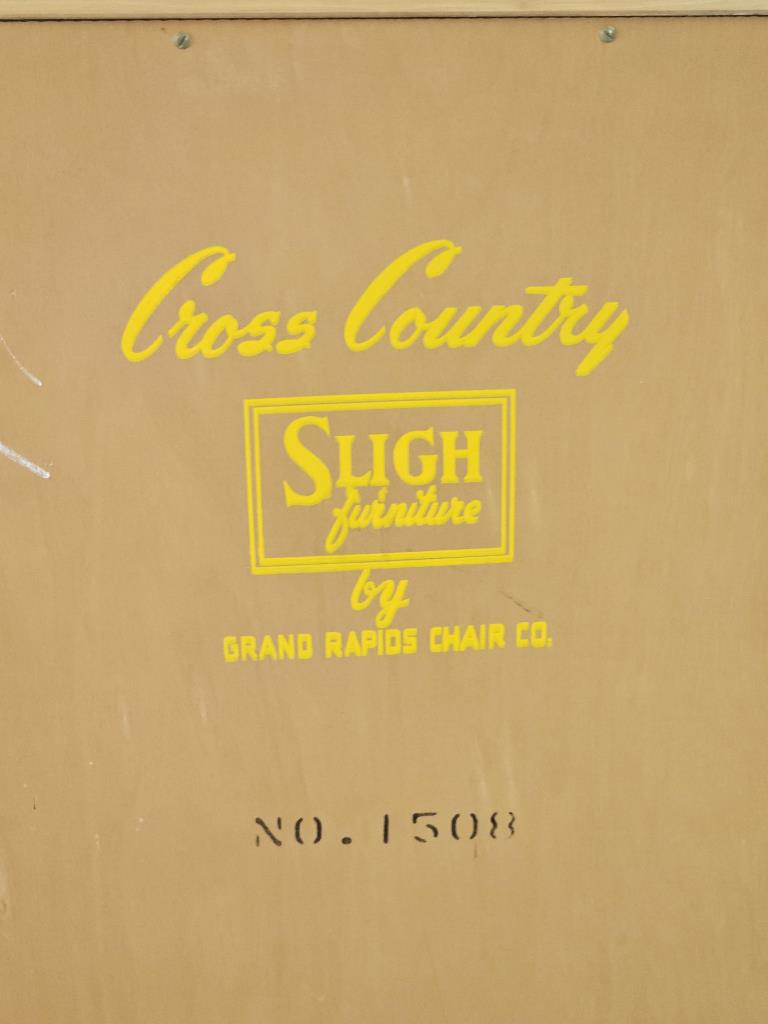 Cross Country
SLIGH
furniture
by
GRAND RAPIDS CHAIR CO.
NO. 1508